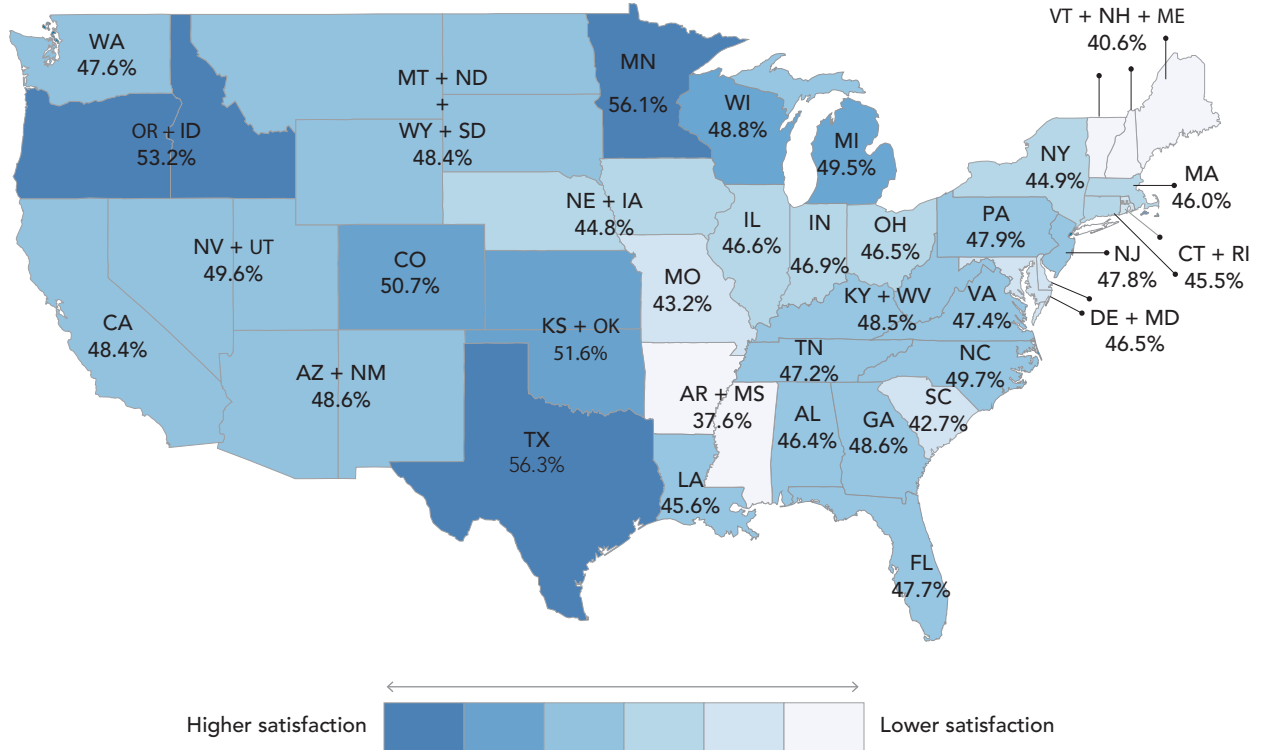 VT + NH + ME
40.6%
WA
47.6%
MT + ND
+
WY + SD
48.4%
MN
56.1%
WI
48.8%
MI
49.5%
OR + ID
53.2%
NY
44.9%
MA
46.0%
NE + IA
44.8%
IL
46.6%
IN
46.9%
OH
46.5%
PA
47.9%
NJ
47.8%
CT + RI
45.5%
NV + UT
49.6%
CO
50.7%
MO
43.2%
KY + WV
48.5%
VA
47.4%
DE + MD
46.5%
CA
48.4%
KS + OK
51.6%
TN
47.2%
NC
49.7%
AZ + NM
48.6%
AR + MS
37.6%
SC
42.7%
AL
46.4%
GA
48.6%
TX
56.3%
LA
45.6%
FL
47.7%
Higher satisfaction
Lower satisfaction